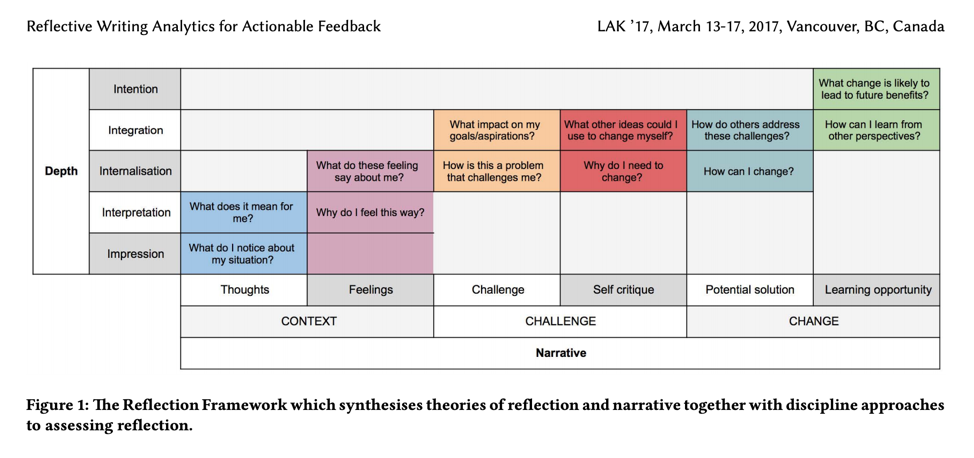 Reflective Writing Analytics for Actionable Feedback
LAK ’17, March 13-17, 2017, Vancouver, BC, Canada
Depth
Intention
What change is likely to
lead to future benefits?
Integration
What impact on my
goals/aspirations?
What other ideas could I
use to change myself?
How do others address
these challenges?
How can I learn from
other perspectives?
Internalisation
What do these feeling
say about me?
How is this a problem
that challenges me?
Why do I need to
change?
How can I change?
Interpretation
What does it mean for
me?
Why do I feel this way?
Impression
What do I notice about
my situation?
Thoughts
Feelings
Challenge
Self critique
Potential solution
Learning opportunity
CONTEXT
CHALLENGE
CHANGE
Narrative
Figure 1: The Reflection Framework which synthesises theories of reflection and narrative together with discipline approaches
to assessing reflection.